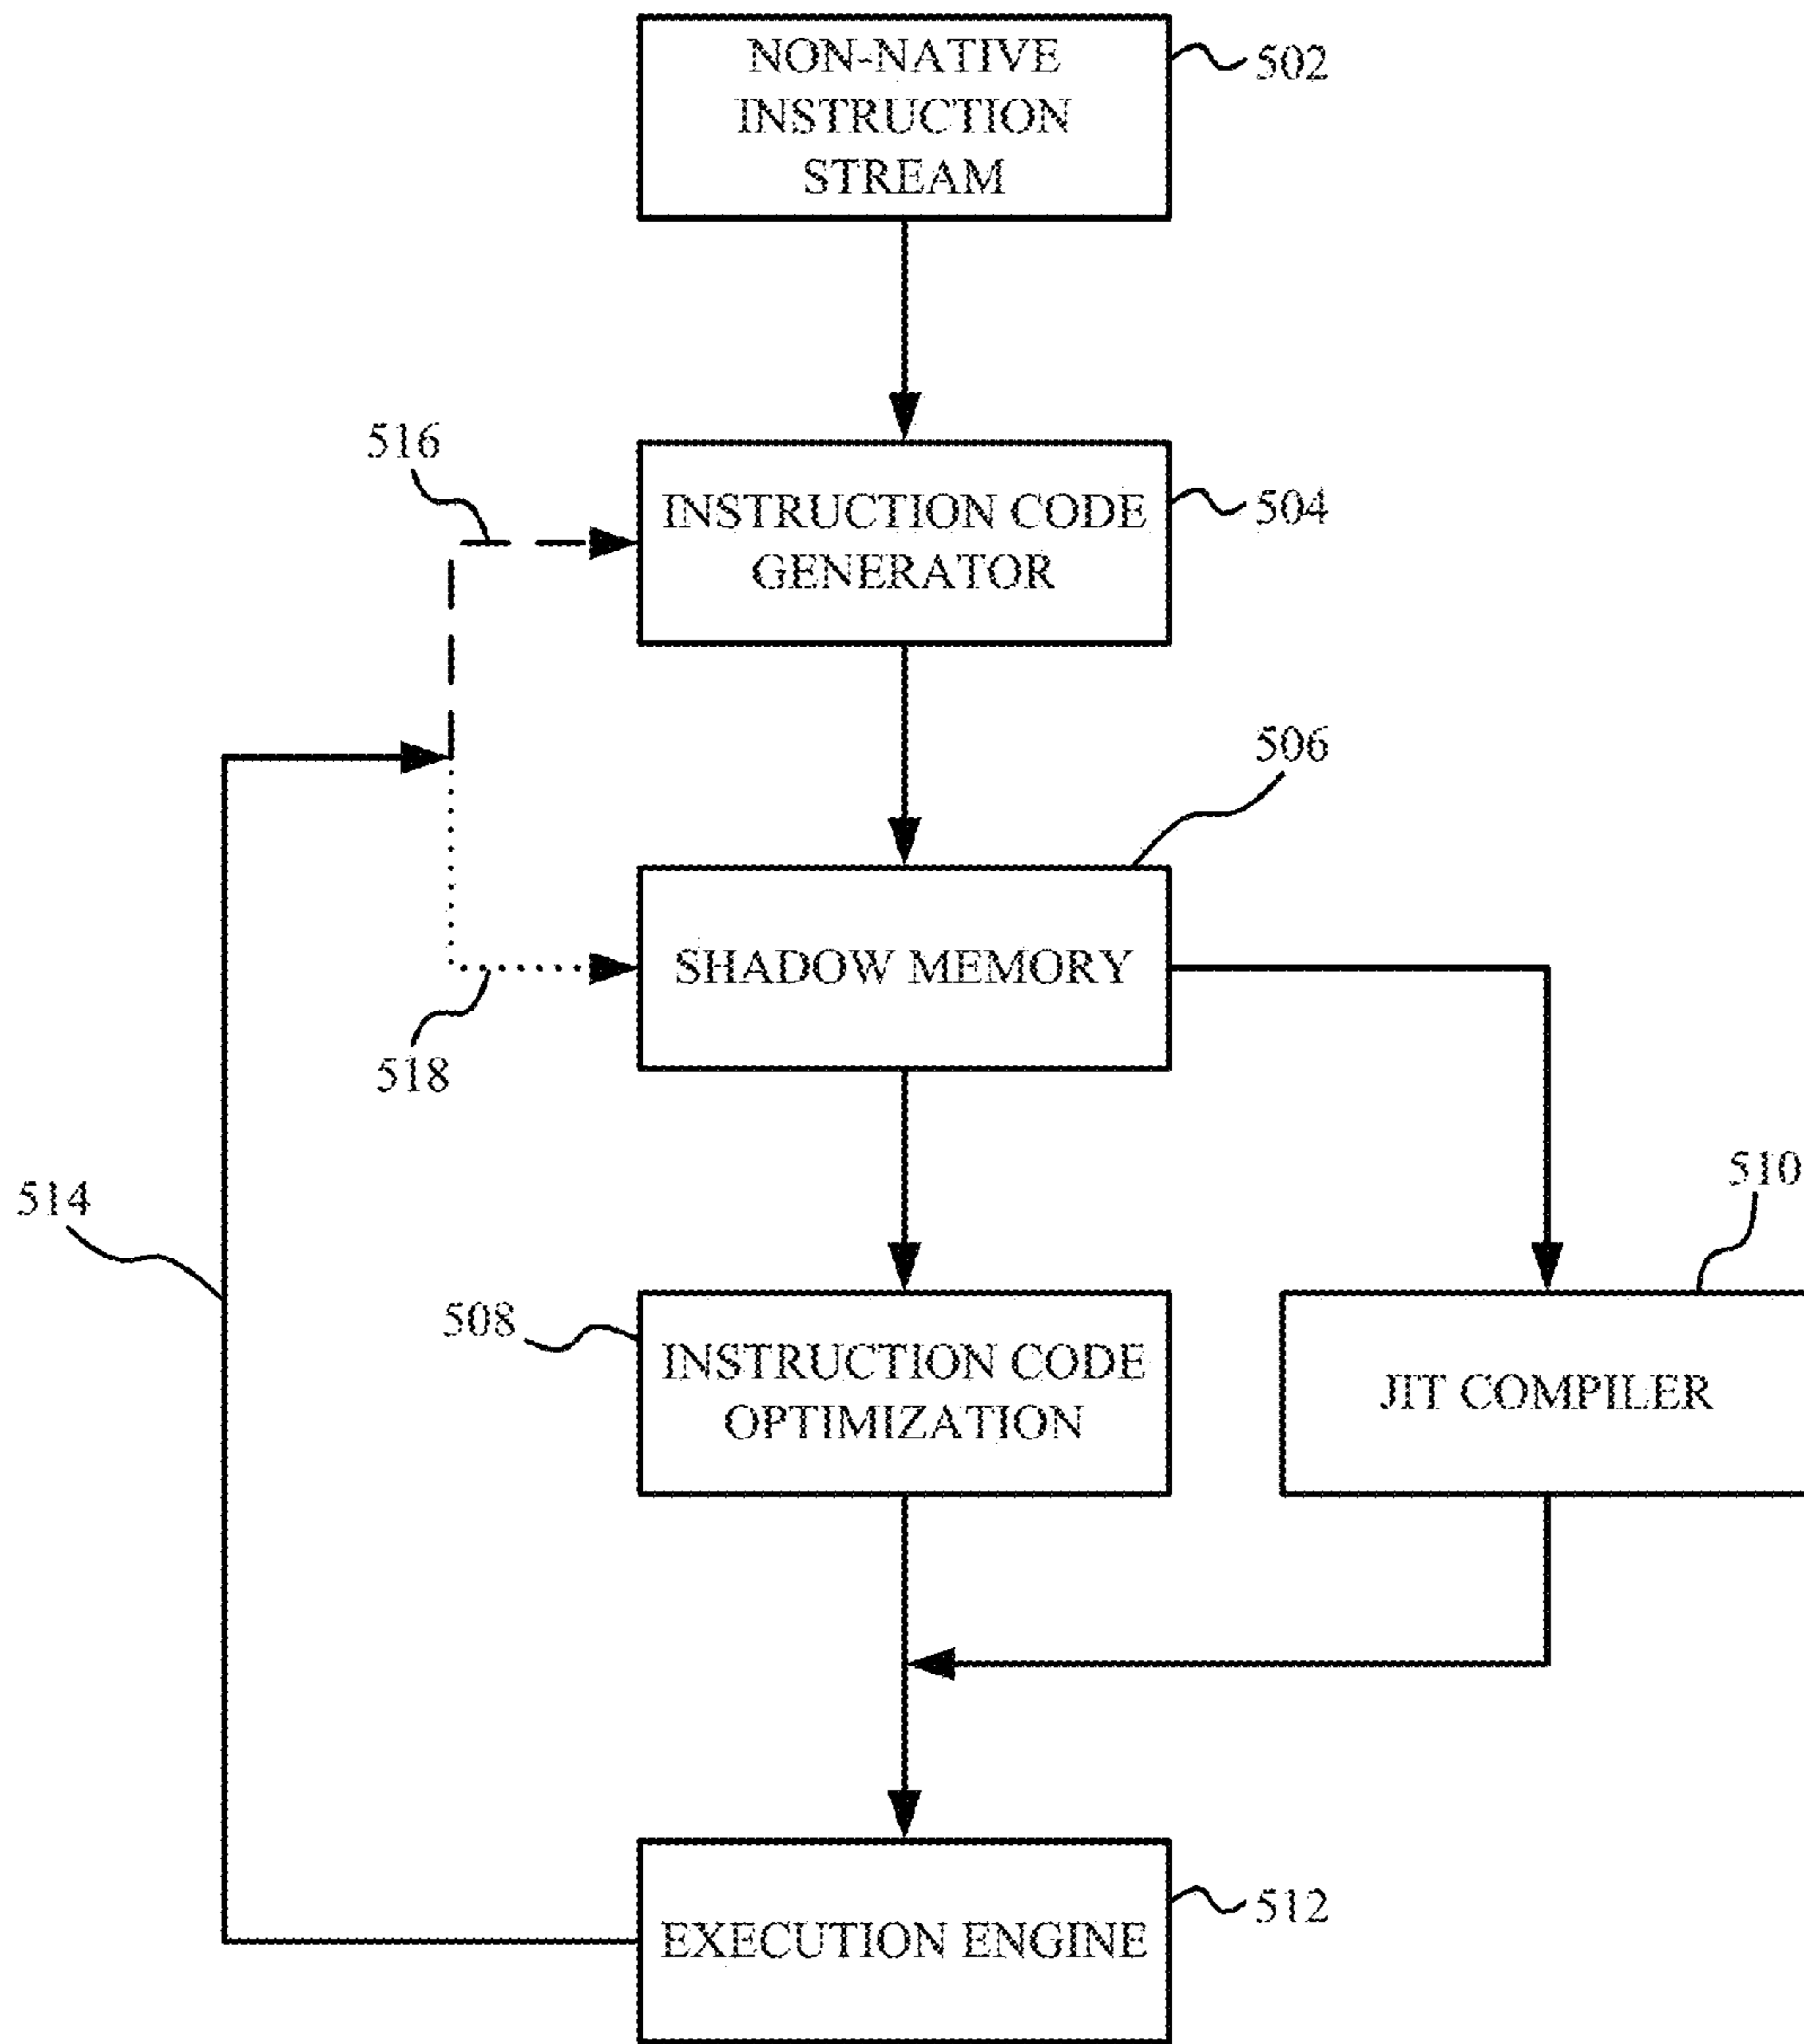 NON-NATIVE
INSTRUCTION
STREAM
502
516
INSTRUCTION CODE
GENERATOR
504
506
SHADOW MEMORY
518
514
510
508
INSTRUCTION CODE
OPTIMIZATION
JIT COMPILER
EXECUTION ENGINE
512